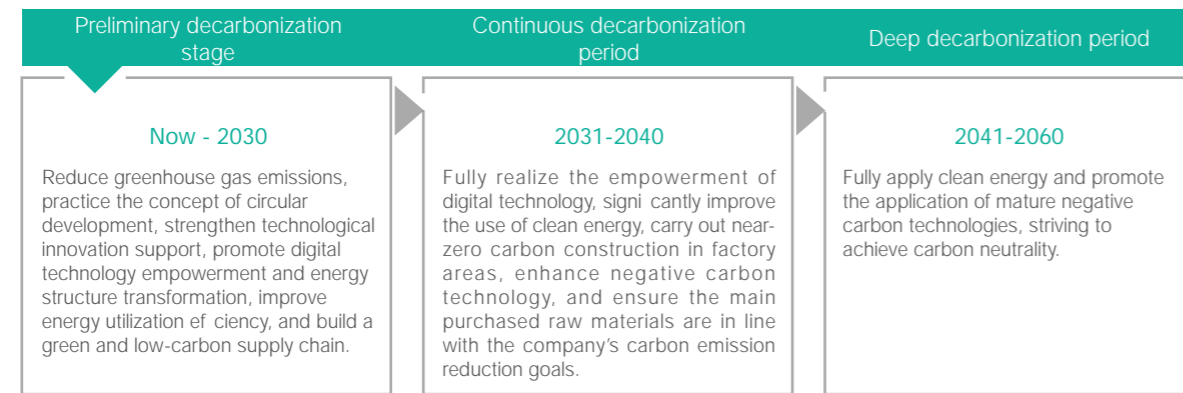 Preliminary decarbonization
stage
Continuous decarbonization
period
Deep decarbonization period
Now - 2030
Reduce greenhouse gas emissions,
practice the concept of circular
development, strengthen technological
innovation support, promote digital
technology empowerment and energy
structure transformation, improve
energy utilization ef ciency, and build a
green and low-carbon supply chain.
2031-2040
Fully realize the empowerment of
digital technology, signi cantly improve
the use of clean energy, carry out near-
zero carbon construction in factory
areas, enhance negative carbon
technology, and ensure the main
purchased raw materials are in line
with the company's carbon emission
reduction goals.
2041-2060
Fully apply clean energy and promote
the application of mature negative
carbon technologies, striving to
achieve carbon neutrality.